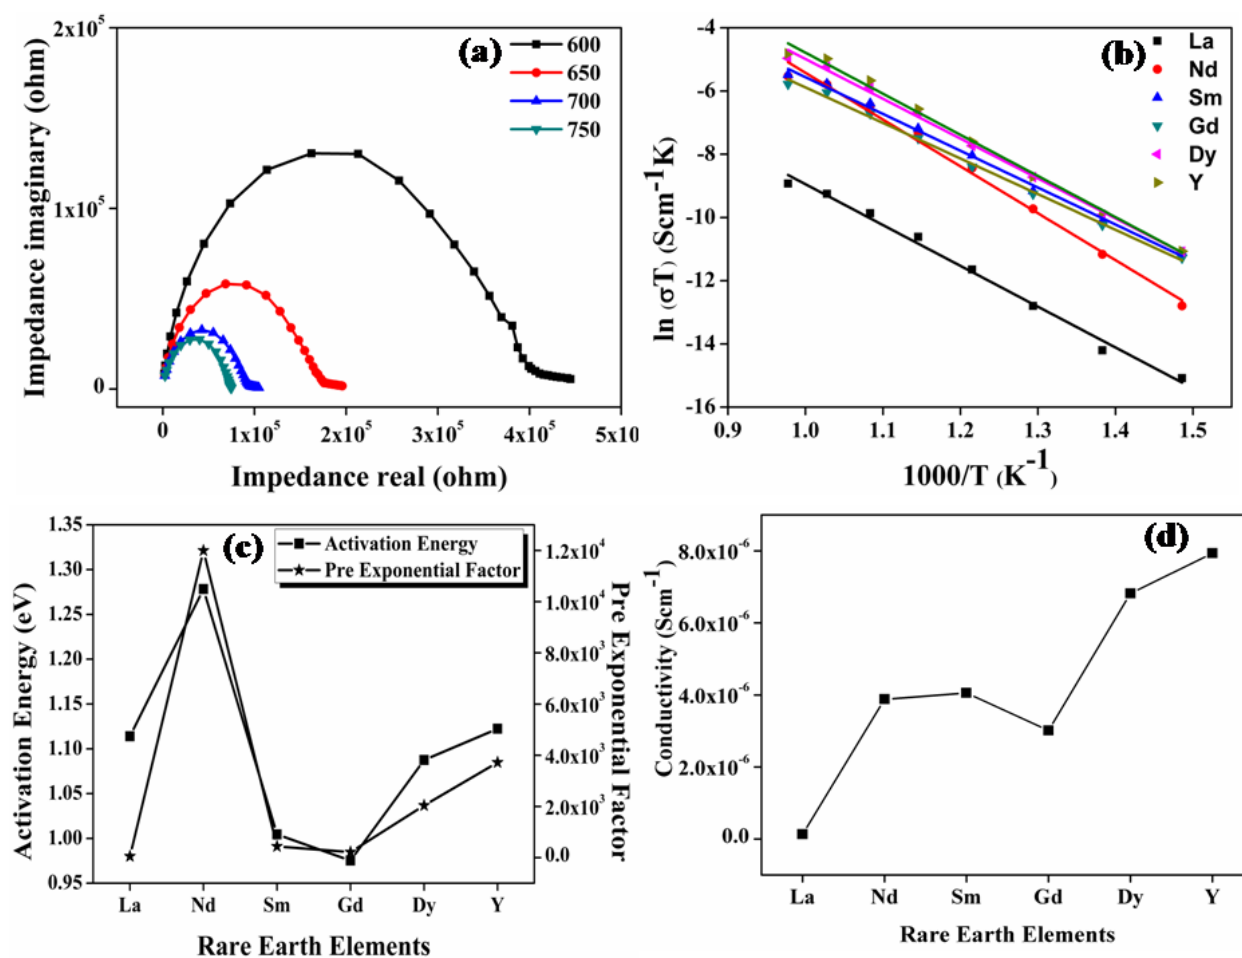 (a)
600
650
700
750
2x10⁵
1x10⁵
0
Impedance imaginary (ohm)
0 1x10⁵ 2x10⁵ 3x10⁵ 4x10⁵ 5x10
Impedance real (ohm)
(b)
La
Nd
Sm
Gd
Dy
Y
-4
-6
-8
-10
-12
-14
-16
ln (σT) (Scm⁻¹K)
0.9 1.0 1.1 1.2 1.3 1.4 1.5
1000/T (K⁻¹)
(c)
Activation Energy
Pre Exponential Factor
1.35
1.30
1.25
1.20
1.15
1.10
1.05
1.00
0.95
Activation Energy (eV)
1.2x10⁴
1.0x10⁴
8.0x10³
6.0x10³
4.0x10³
2.0x10³
0.0
Pre Exponential Factor
La Nd Sm Gd Dy Y
Rare Earth Elements
(d)
8.0x10⁻⁶
6.0x10⁻⁶
4.0x10⁻⁶
2.0x10⁻⁶
0.0
Conductivity (Scm⁻¹)
La Nd Sm Gd Dy Y
Rare Earth Elements